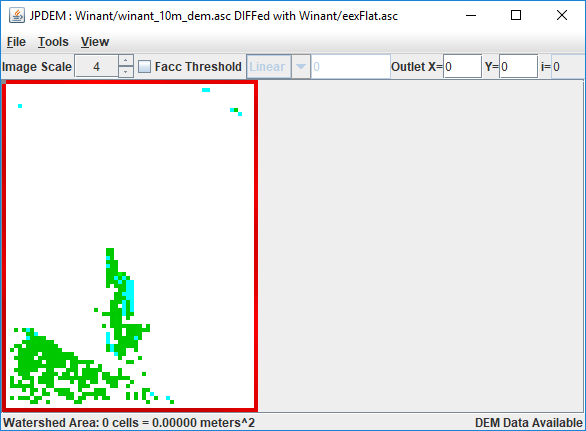 JPDEM : Winant/winant_10m_dem.asc DIFFed with Winant/eexFlat.asc
File Tools View
Image Scale 4 Facc Threshold Linear 0 Outlet X= 0 Y= 0 i= 0
Watershed Area: 0 cells = 0.00000 meters^2 DEM Data Available